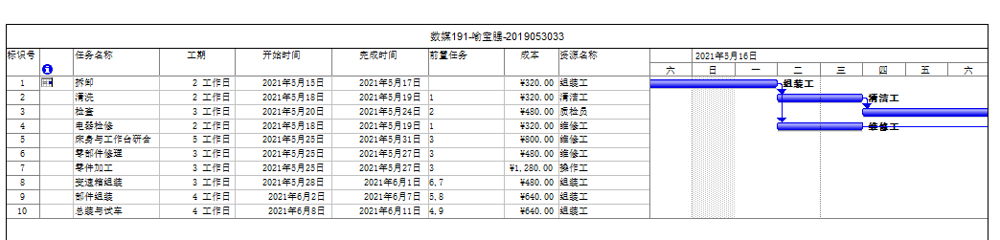 数媒191-喻宝腥-2019053033
标识号 任务名称 工期 开始时间 完成时间 前置任务 成本 资源名称 2021年5月16日
六 日 一 二 三 四 五 六
1 拆卸 2 工作日 2021年5月15日 2021年5月17日 ¥320.00 组装工 组装工
2 清洗 2 工作日 2021年5月18日 2021年5月19日 1 ¥320.00 清洁工 清洁工
3 检查 3 工作日 2021年5月20日 2021年5月24日 2 ¥480.00 质检员
4 电器检修 2 工作日 2021年5月18日 2021年5月19日 1 ¥320.00 维修工 维修工
5 床身与工作台研合 5 工作日 2021年5月25日 2021年5月31日 3 ¥800.00 维修工
6 零部件修理 3 工作日 2021年5月25日 2021年5月27日 3 ¥480.00 维修工
7 零件加工 3 工作日 2021年5月25日 2021年5月27日 3 ¥1,280.00 操作工
8 变速箱组装 3 工作日 2021年5月28日 2021年6月1日 6,7 ¥480.00 组装工
9 部件组装 4 工作日 2021年6月2日 2021年6月7日 5,8 ¥640.00 组装工
10 总装与试车 4 工作日 2021年6月8日 2021年6月11日 4,9 ¥640.00 组装工